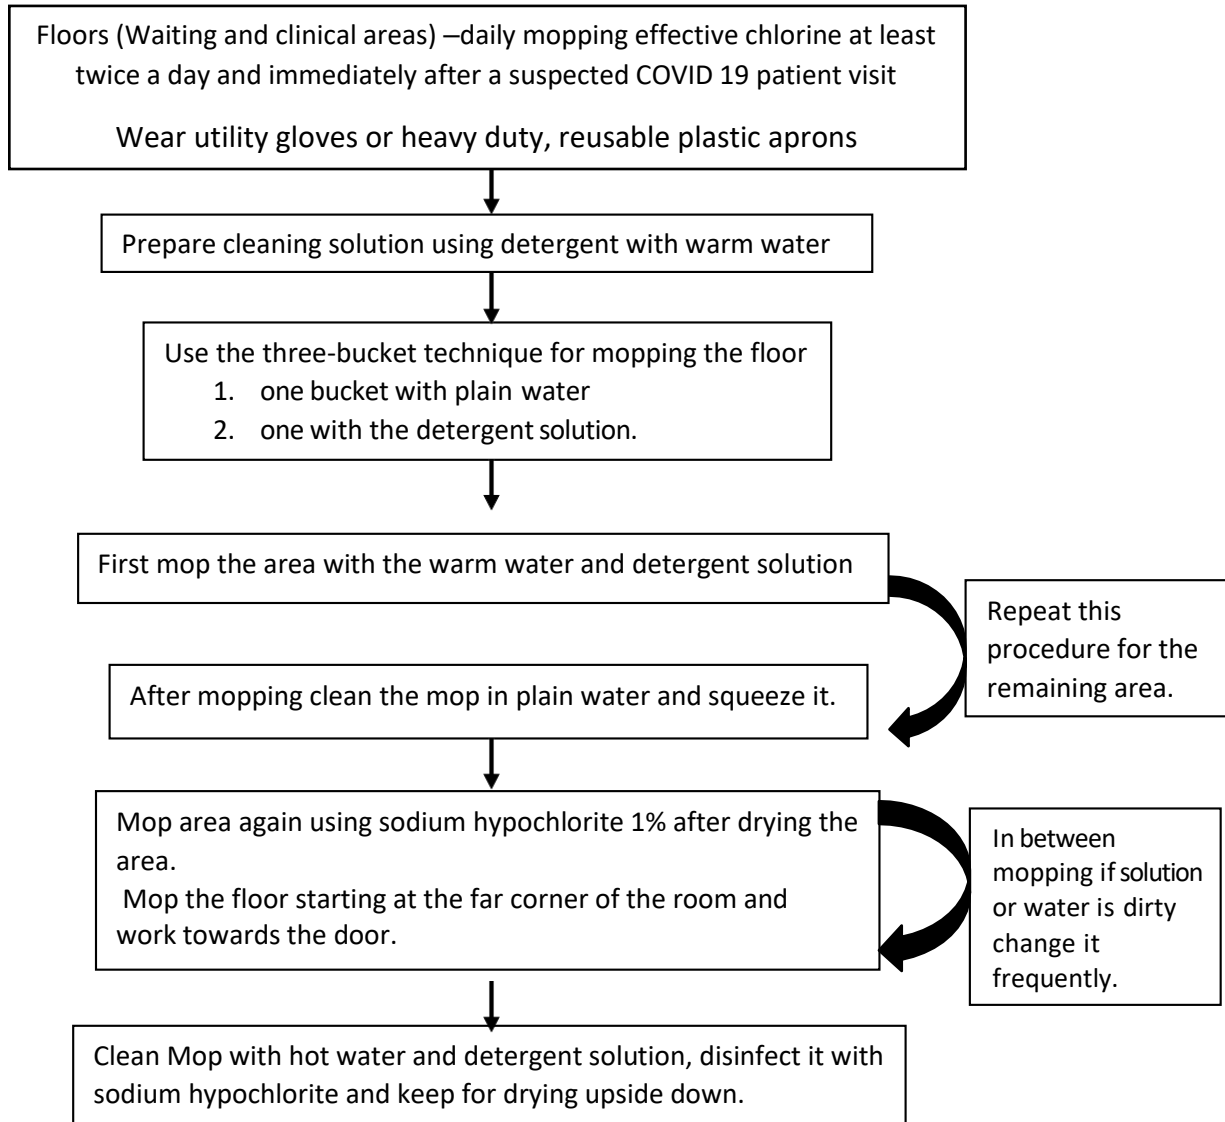 Floors (Waiting and clinical areas) –daily mopping effective chlorine at least
twice a day and immediately after a suspected COVID 19 patient visit
Wear utility gloves or heavy duty, reusable plastic aprons
Prepare cleaning solution using detergent with warm water
Use the three-bucket technique for mopping the floor
1. one bucket with plain water
2. one with the detergent solution.
First mop the area with the warm water and detergent solution
Repeat this
procedure for the
remaining area.
After mopping clean the mop in plain water and squeeze it.
Mop area again using sodium hypochlorite 1% after drying the
area.
Mop the floor starting at the far corner of the room and
work towards the door.
In between
mopping if solution
or water is dirty
change it
frequently.
Clean Mop with hot water and detergent solution, disinfect it with
sodium hypochlorite and keep for drying upside down.